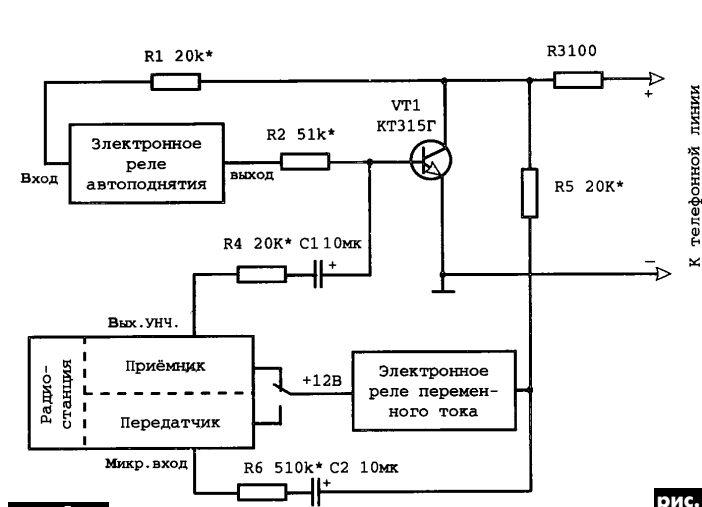 R1 20k*
R3100
+
VT1
КТ315Г
Электронное
реле
автоподнятия
Вход
выход
R2 51k*
R5 20K*
К телефонной линии
R4 20K* C1 10мк
+
–
Вых.УНЧ.
Радио-
станция
Приёмник
Передатчик
+12В
Электронное
реле перемен-
ного тока
Микр.вход
R6 510k* C2 10мк
+
рис.